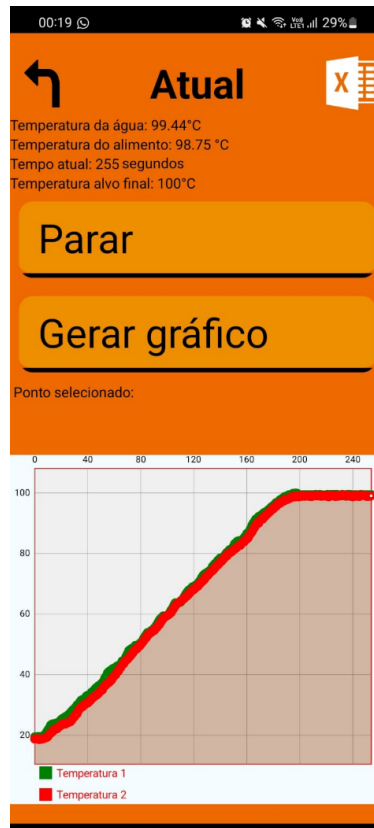 00:19 29%
Atual
X
Temperatura da água: 99.44°C
Temperatura do alimento: 98.75 °C
Tempo atual: 255 segundos
Temperatura alvo final: 100°C
Parar
Gerar gráfico
Ponto selecionado:
0 40 80 120 160 200 240
100
80
60
40
20
Temperatura 1
Temperatura 2